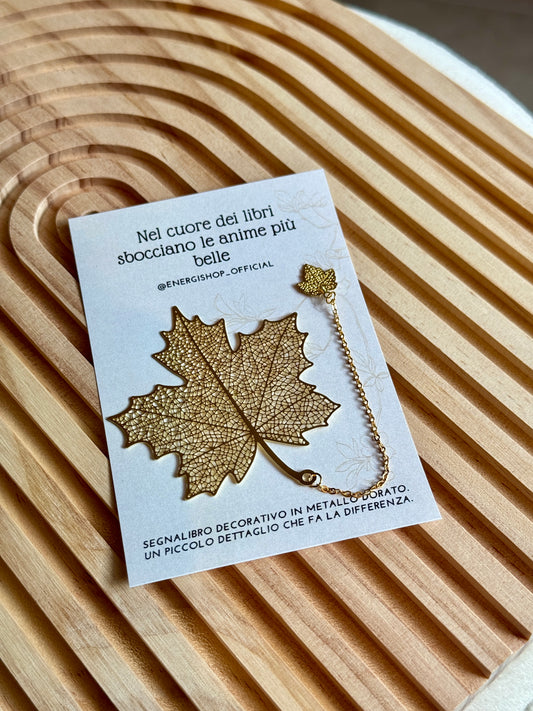 Nel cuore dei libri
sbocciano le anime più
belle
@ENERGISHOP_OFFICIAL
SEGNALIBRO DECORATIVO IN METALLO DORATO.
UN PICCOLO DETTAGLIO CHE FA LA DIFFERENZA.